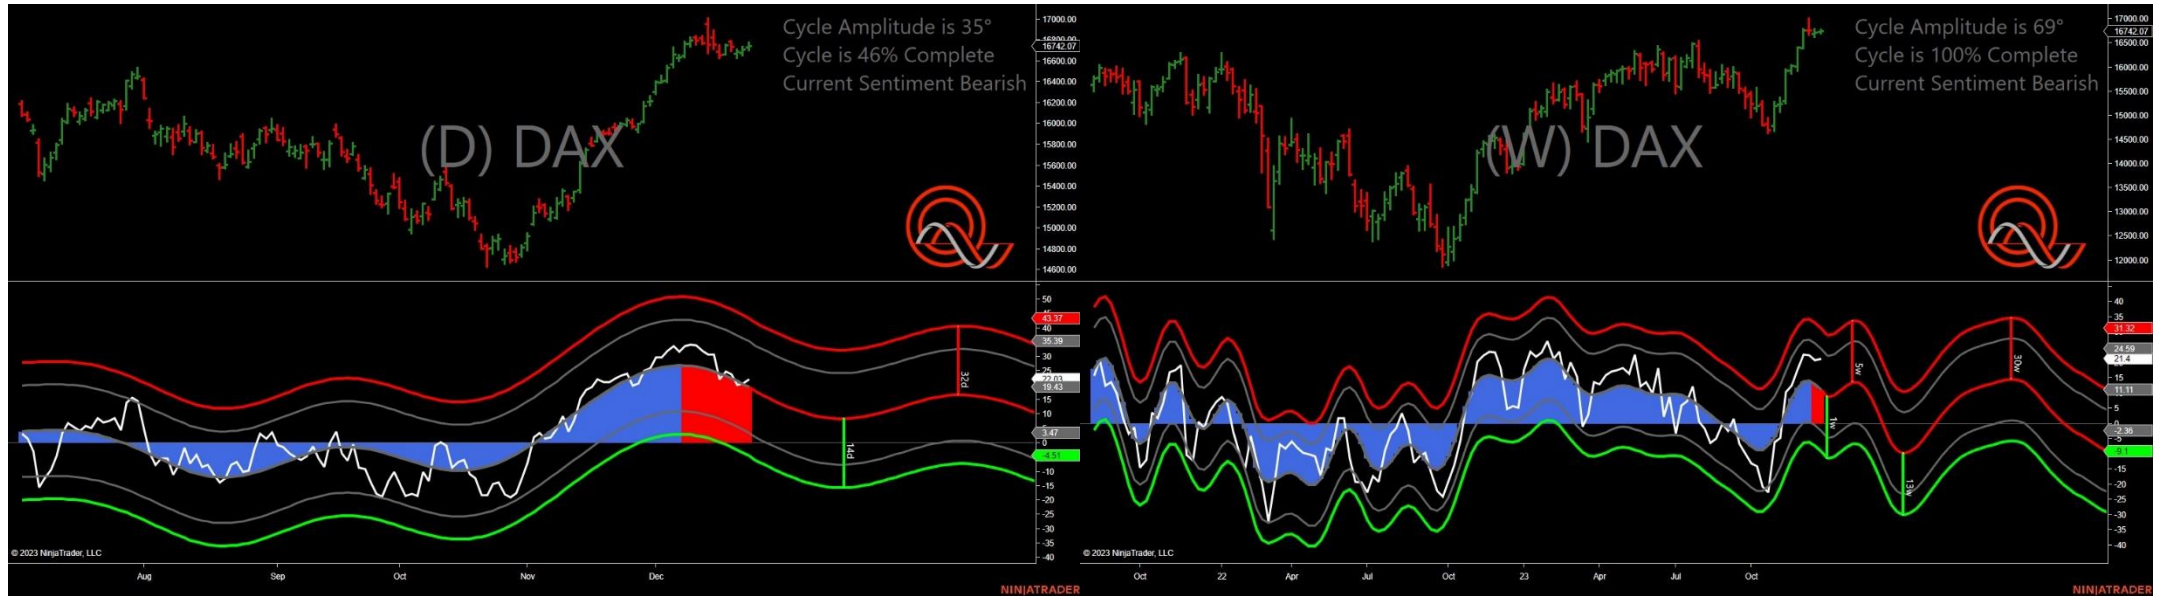 Cycle Amplitude is 35°
Cycle is 46% Complete
Current Sentiment Bearish
(D) DAX
17000.00
16800.00
16742.07
16600.00
16400.00
16200.00
16000.00
15800.00
15600.00
15400.00
15200.00
15000.00
14800.00
14600.00
50
43.37
40
35.39
30
25
22.03
19.43
15
10
5
3.47
0
-4.51
-10
-15
-20
-25
-30
-35
-40
32d
14d
© 2023 NinjaTrader, LLC
Aug
Sep
Oct
Nov
Dec
NINJATRADER
Cycle Amplitude is 69°
Cycle is 100% Complete
Current Sentiment Bearish
(W) DAX
17000.00
16742.07
16500.00
16000.00
15500.00
15000.00
14500.00
14000.00
13500.00
13000.00
12500.00
12000.00
40
35
31.32
24.59
21.4
15
11.11
5
-2.36
-5
-9.1
-15
-20
-25
-30
-35
-40
5w
30w
1w
13w
© 2023 NinjaTrader, LLC
Oct
22
Apr
Jul
Oct
23
Apr
Jul
Oct
NINJATRADER